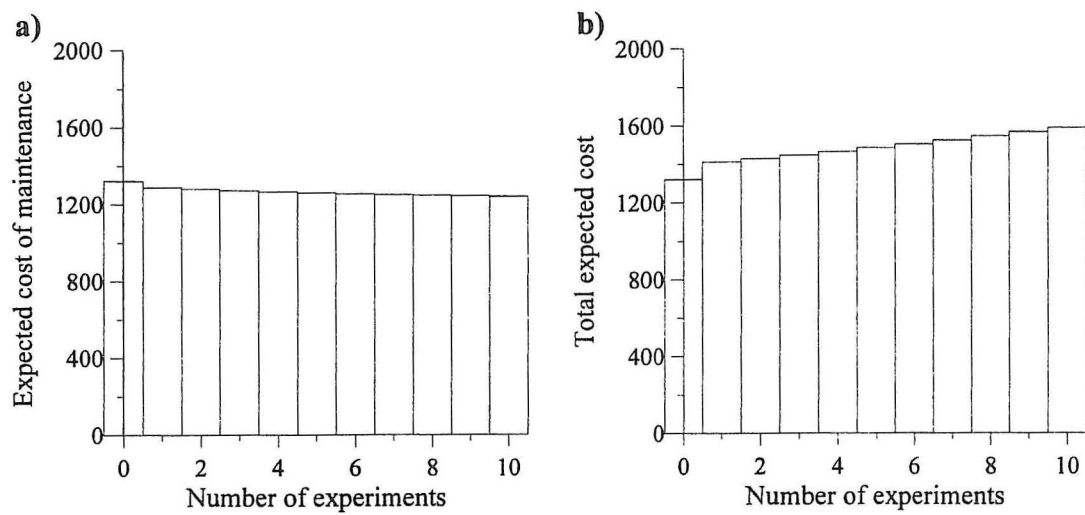 a)
Expected cost of maintenance
2000
1600
1200
800
400
0
0 2 4 6 8 10
Number of experiments
b)
Total expected cost
2000
1600
1200
800
400
0
0 2 4 6 8 10
Number of experiments